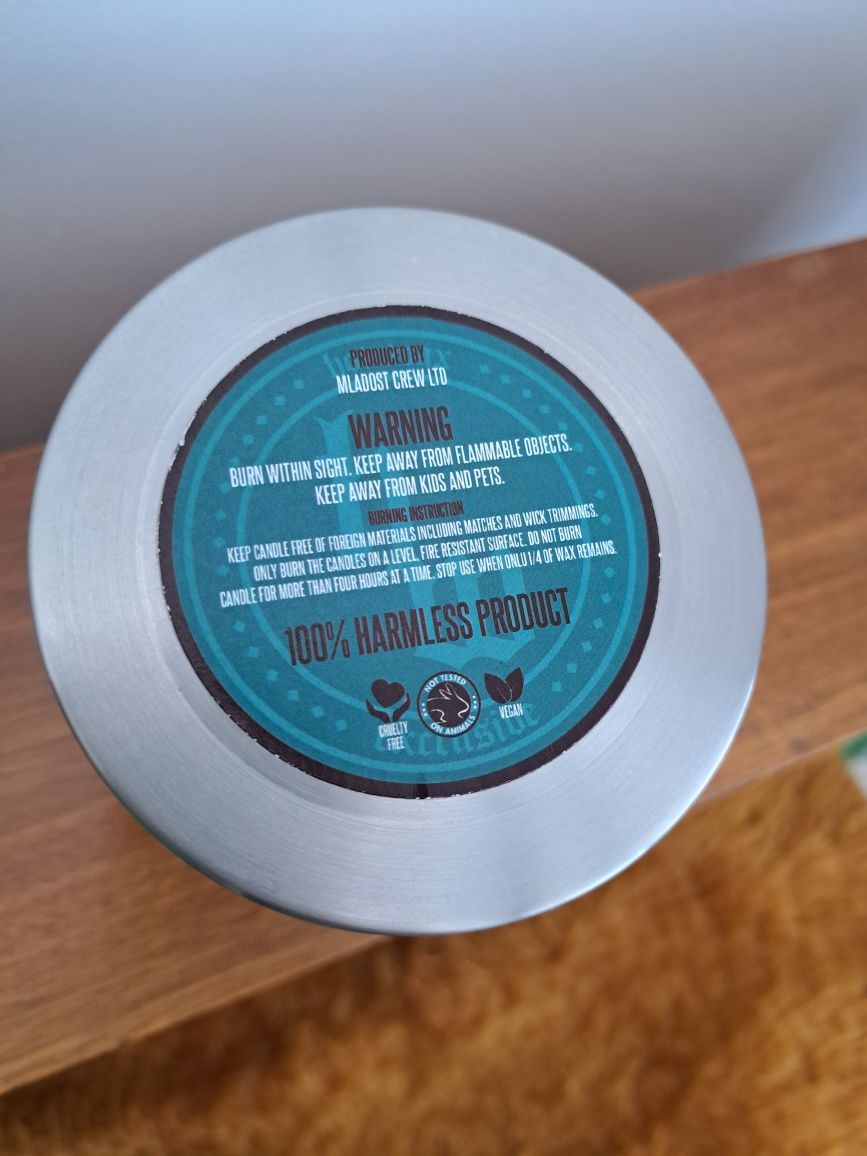 PRODUCED BY
MLADOST CREW LTD
WARNING
BURN WITHIN SIGHT. KEEP AWAY FROM FLAMMABLE OBJECTS.
KEEP AWAY FROM KIDS AND PETS.
BURNING INSTRUCTION
KEEP CANDLE FREE OF FOREIGN MATERIALS INCLUDING MATCHES AND WICK TRIMMINGS.
ONLY BURN THE CANDLES ON A LEVEL, FIRE RESISTANT SURFACE. DO NOT BURN
CANDLE FOR MORE THAN FOUR HOURS AT A TIME. STOP USE WHEN ONLU 1/4 OF WAX REMAINS.
100% HARMLESS PRODUCT
CRUELTY
FREE
NOT TESTED
ON ANIMALS
VEGAN
exclusive